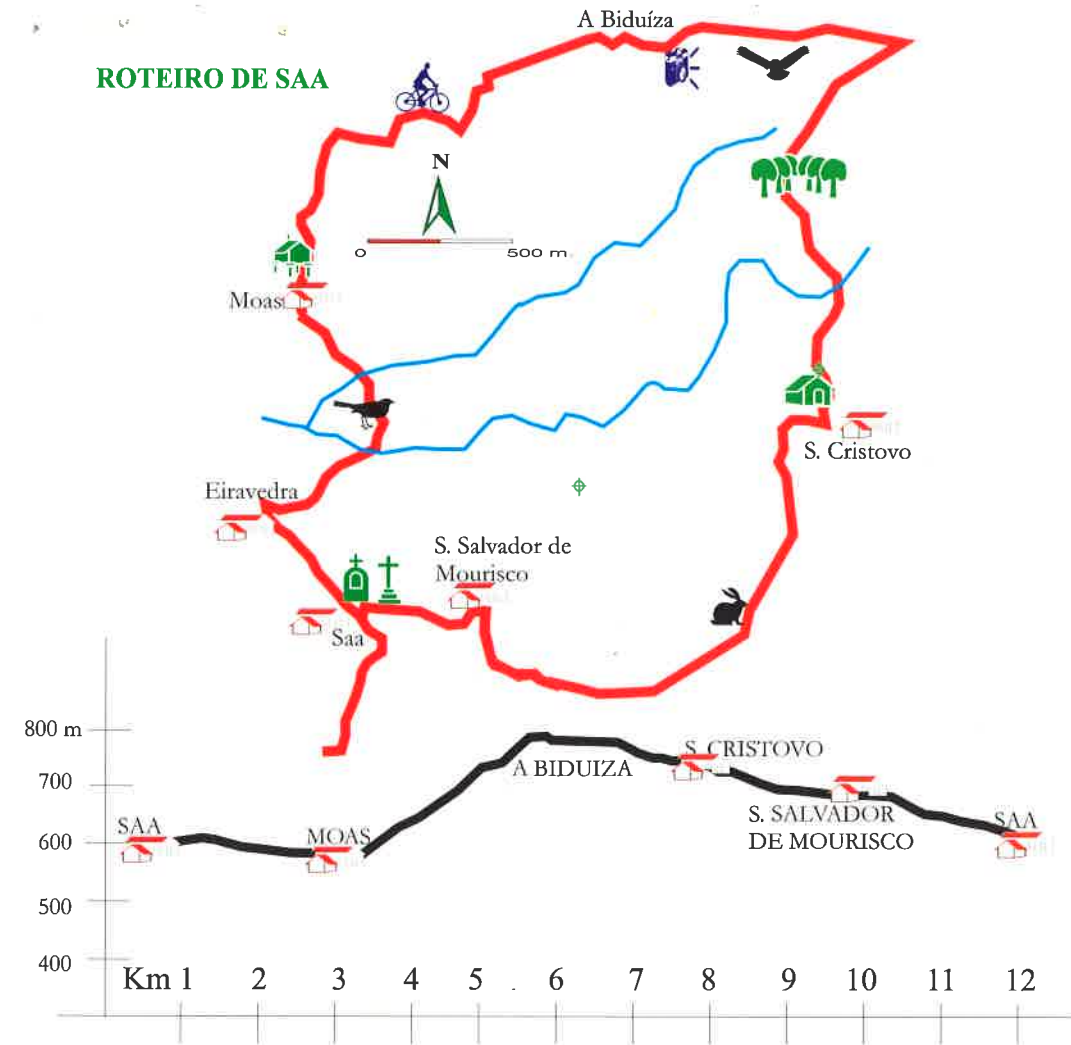 A Biduíza
ROTEIRO DE SAA
N
0 500 m.
Moas
S. Cristovo
Eiravedra
S. Salvador de
Mourisco
Saa
800 m
700
600
500
400
SAA
MOAS
A BIDUIZA
S. CRISTOVO
S. SALVADOR
DE MOURISCO
SAA
Km 1 2 3 4 5 6 7 8 9 10 11 12